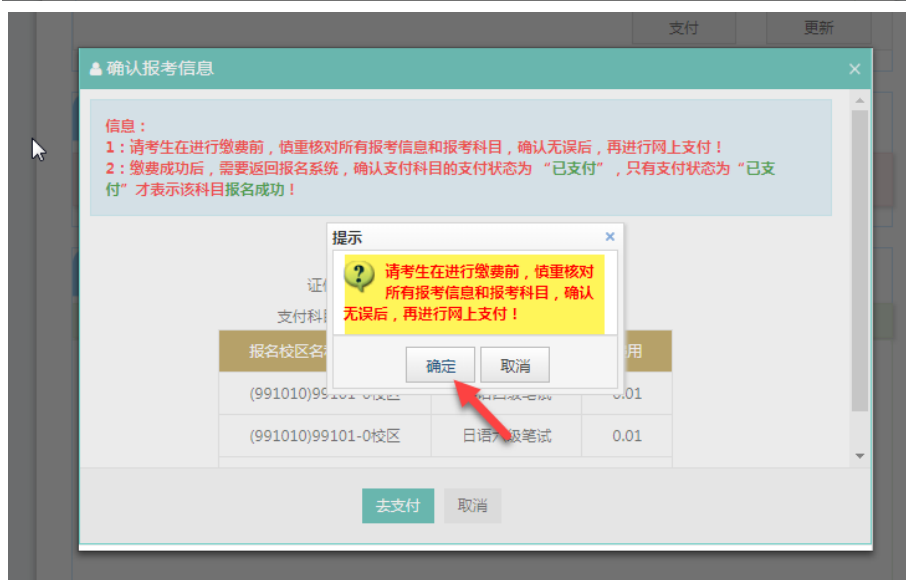 支付 更新
确认报考信息 ×
信息：
1：请考生在进行缴费前，慎重核对所有报考信息和报考科目，确认无误后，再进行网上支付！
2：缴费成功后，需要返回报名系统，确认支付科目的支付状态为 “已支付” ，只有支付状态为“已支
付” 才表示该科目报名成功！
提示 ×
请考生在进行缴费前，慎重核对
所有报考信息和报考科目，确认
无误后，再进行网上支付！
证
支付科
报名校区名 用
确定 取消
(991010)99101-0校区 0.01
(991010)99101-0校区 日语六级笔试 0.01
去支付 取消